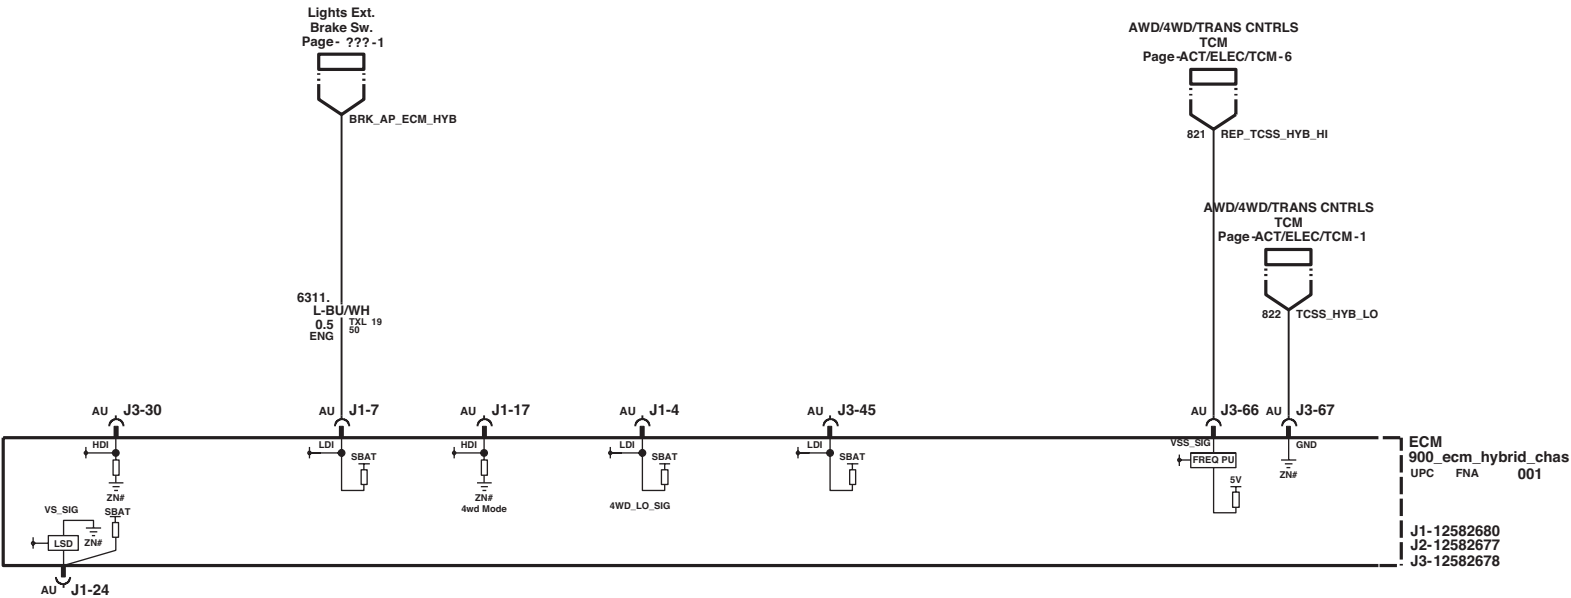 Lights Ext.
Brake Sw.
Page- ???-1
BRK_AP_ECM_HYB
AWD/4WD/TRANS CNTRLS
TCM
Page-ACT/ELEC/TCM-6
821 REP_TCSS_HYB_HI
AWD/4WD/TRANS CNTRLS
TCM
Page-ACT/ELEC/TCM-1
822 TCSS_HYB_LO
6311.
L-BU/WH
0.5 TXL 19
50
ENG
AU J3-30
AU J1-7
AU J1-17
AU J1-4
AU J3-45
AU J3-66
AU J3-67
HDI
LDI
HDI
LDI
LDI
VSS_SIG
GND
SBAT
SBAT
SBAT
FREQ PU
ZN#
ZN#
4wd Mode
4WD_LO_SIG
5V
ZN#
VS_SIG
SBAT
LSD
ZN#
AU J1-24
ECM
900_ecm_hybrid_chas
UPC FNA 001
J1-12582680
J2-12582677
J3-12582678